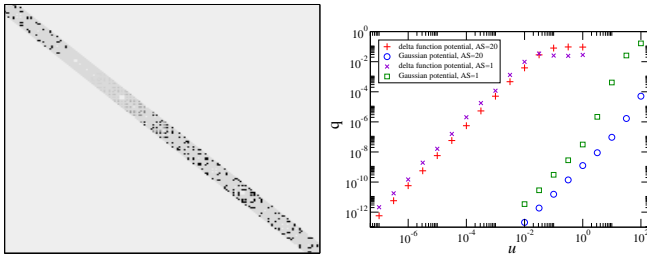 10^0
10^-2
10^-4
10^-6
10^-8
10^-10
10^-12
q
delta function potential, AS=20
Gaussian potential, AS=20
delta function potential, AS=1
Gaussian potential, AS=1
10^-6 10^-4 10^-2 10^0 10^2
u